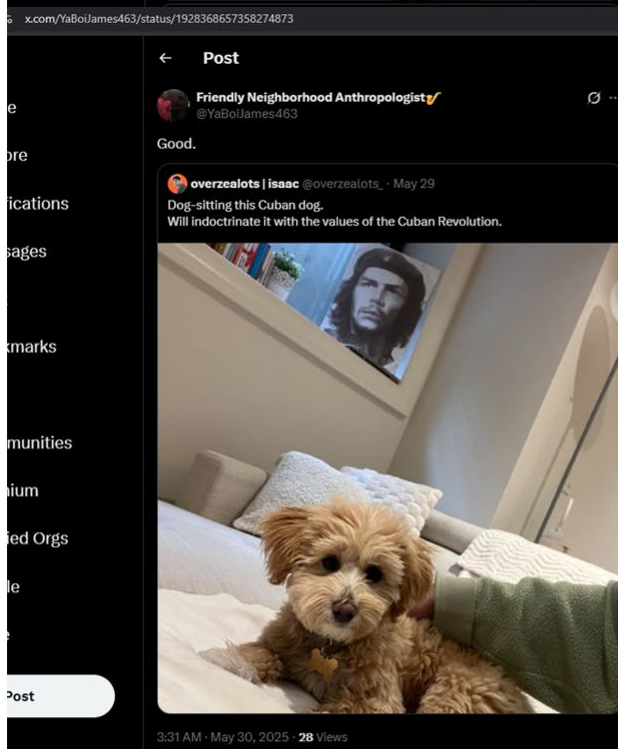 x.com/YaBoiJames463/status/1928368657358274873
Post
Friendly Neighborhood Anthropologist🎷
@YaBoiJames463
Good.
overzealots | isaac @overzealots_ · May 29
Dog-sitting this Cuban dog.
Will indoctrinate it with the values of the Cuban Revolution.
e
ore
ifications
sages
kmarks
munities
nium
ied Orgs
le
e
Post
3:31 AM · May 30, 2025 · 28 Views